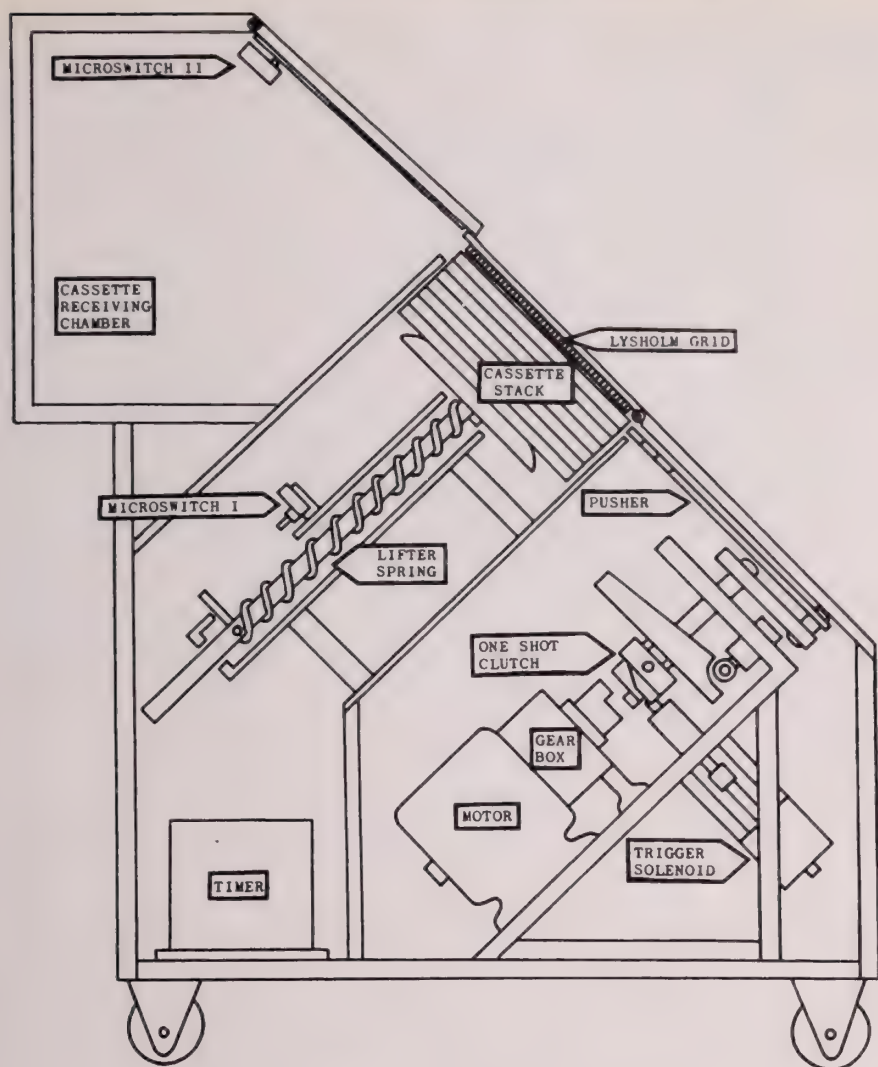 MICROSWITCH II
CASSETTE
RECEIVING
CHAMBER
LYSHOLM GRID
CASSETTE
STACK
MICROSWITCH I
PUSHER
LIFTER
SPRING
ONE SHOT
CLUTCH
GEAR
BOX
MOTOR
TRIGGER
SOLENOID
TIMER